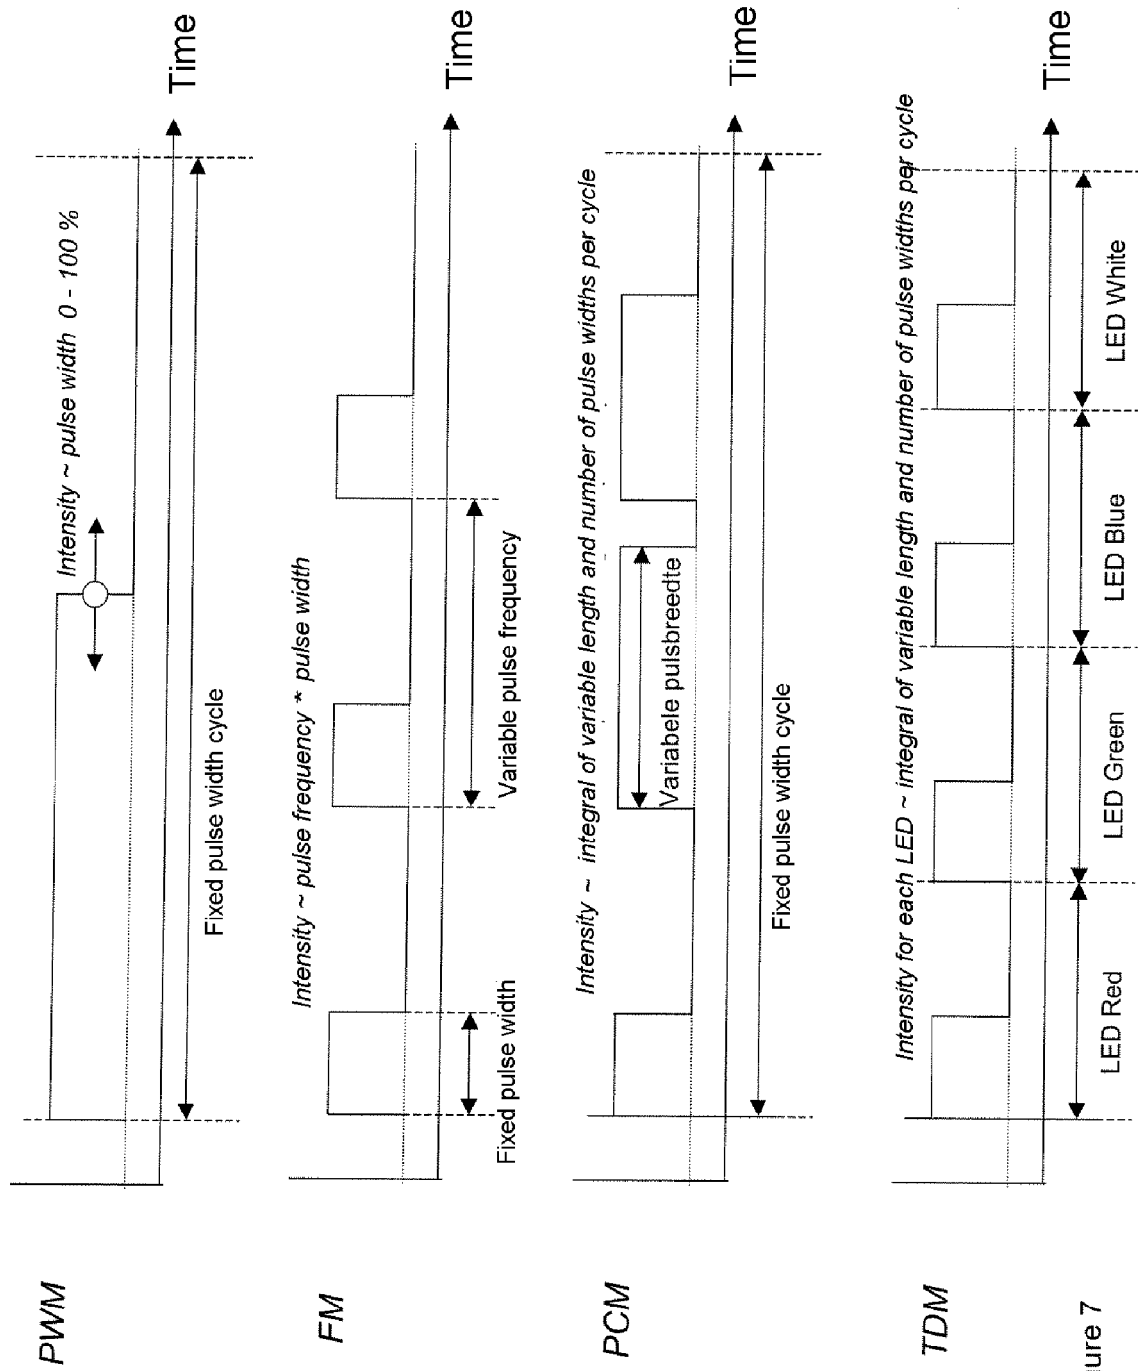 PWM
Intensity ~ pulse width 0 - 100 %
Time
Fixed pulse width cycle
FM
Intensity ~ pulse frequency * pulse width
Time
Fixed pulse width
Variable pulse frequency
PCM
Intensity ~ integral of variable length and number of pulse widths per cycle
Variabele pulsbreedte
Time
Fixed pulse width cycle
TDM
Intensity for each LED ~ integral of variable length and number of pulse widths per cycle
Time
LED Red
LED Green
LED Blue
LED White
ure 7